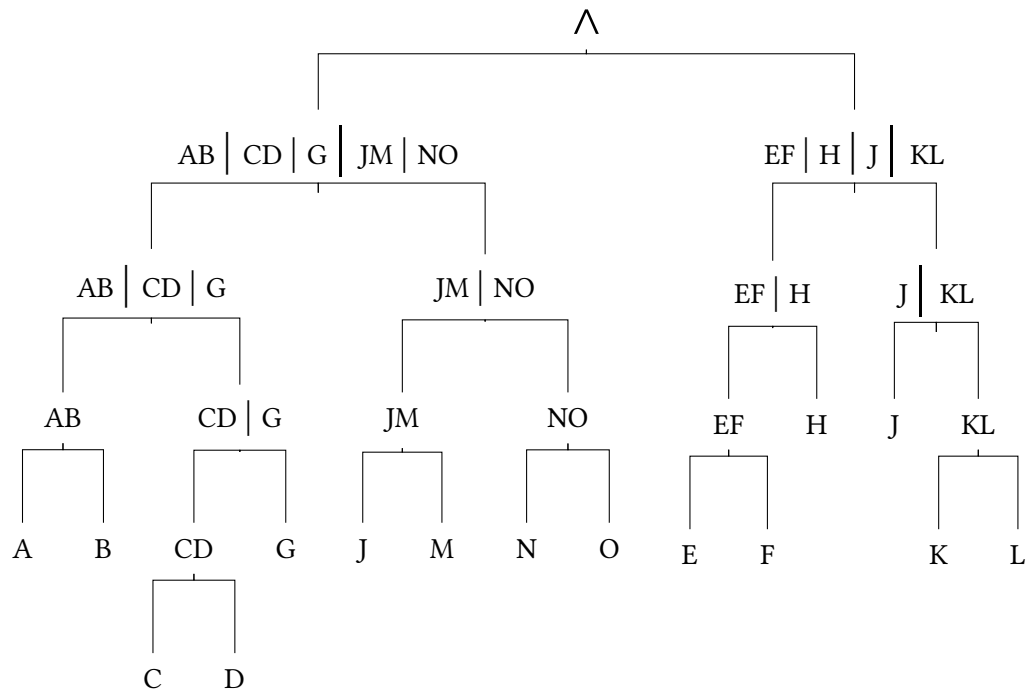 Λ
AB | CD | G | JM | NO EF | H | J | KL
AB | CD | G JM | NO EF | H J | KL
AB CD | G JM NO EF H J KL
A B CD G J M N O E F K L
C D